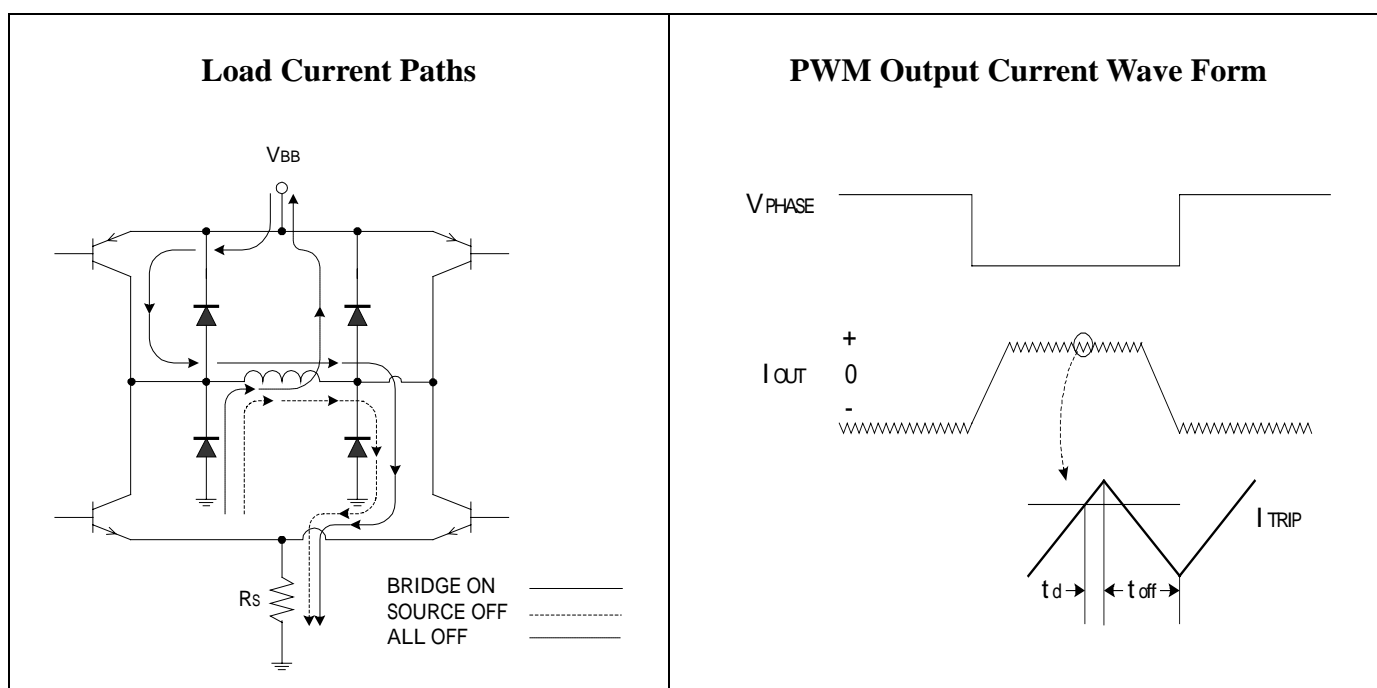 Load Current Paths
VBB
RS
BRIDGE ON
SOURCE OFF
ALL OFF
PWM Output Current Wave Form
VPHASE
+
IOUT 0
-
ITRIP
td
toff